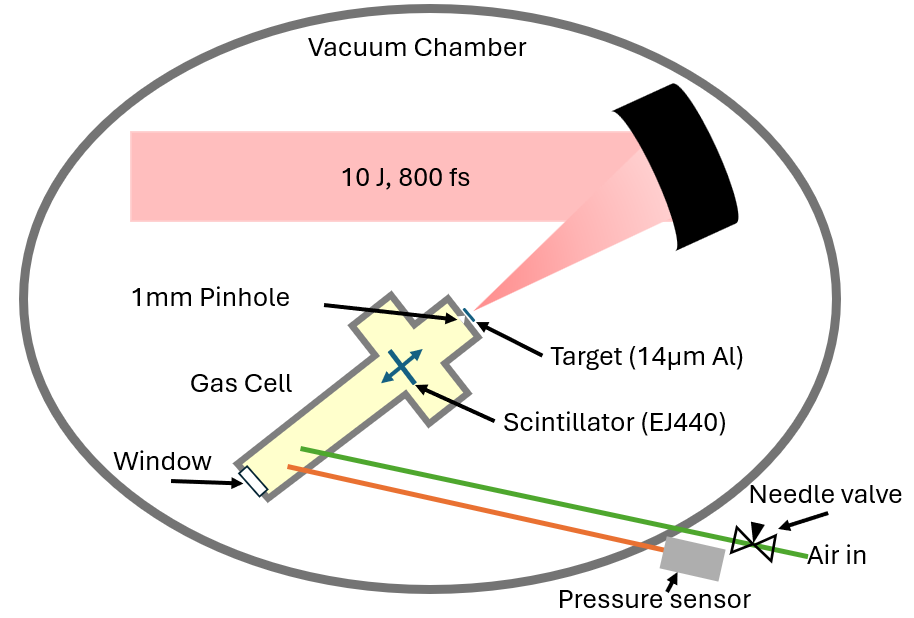 Vacuum Chamber
10 J, 800 fs
1mm Pinhole
Target (14µm Al)
Gas Cell
Scintillator (EJ440)
Window
Needle valve
Air in
Pressure sensor